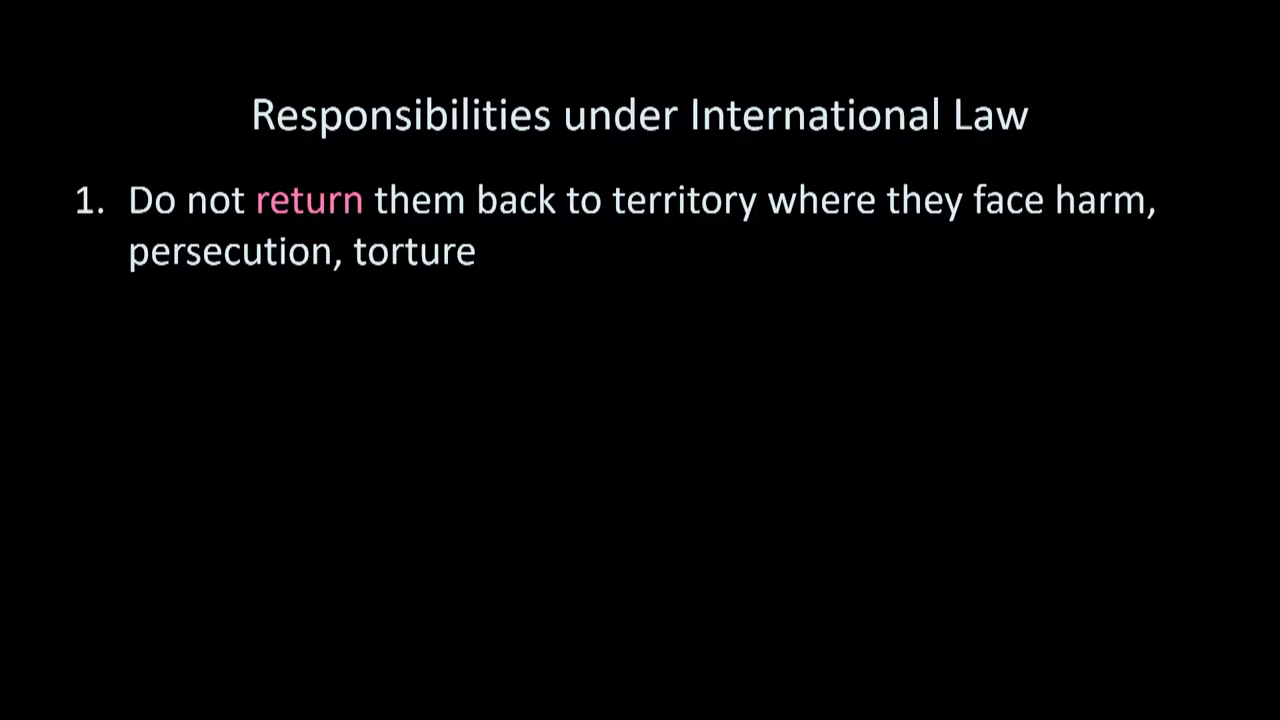 Responsibilities under International Law
1. Do not return them back to territory where they face harm,
persecution, torture